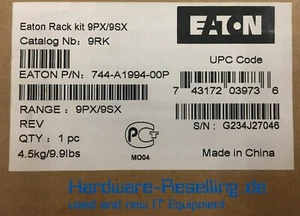 Eaton Rack kit 9PX/9SX
Catalog Nb: 9RK
EATON
UPC Code
EATON P/N: 744-A1994-00P
7 43172 03973 6
RANGE : 9PX/9SX
REV
QTY : 1 pc
4.5kg/9.9lbs
MO04
S/N : G234J27046
Made in China
Hardware-Reselling.de
used and new IT Equipment